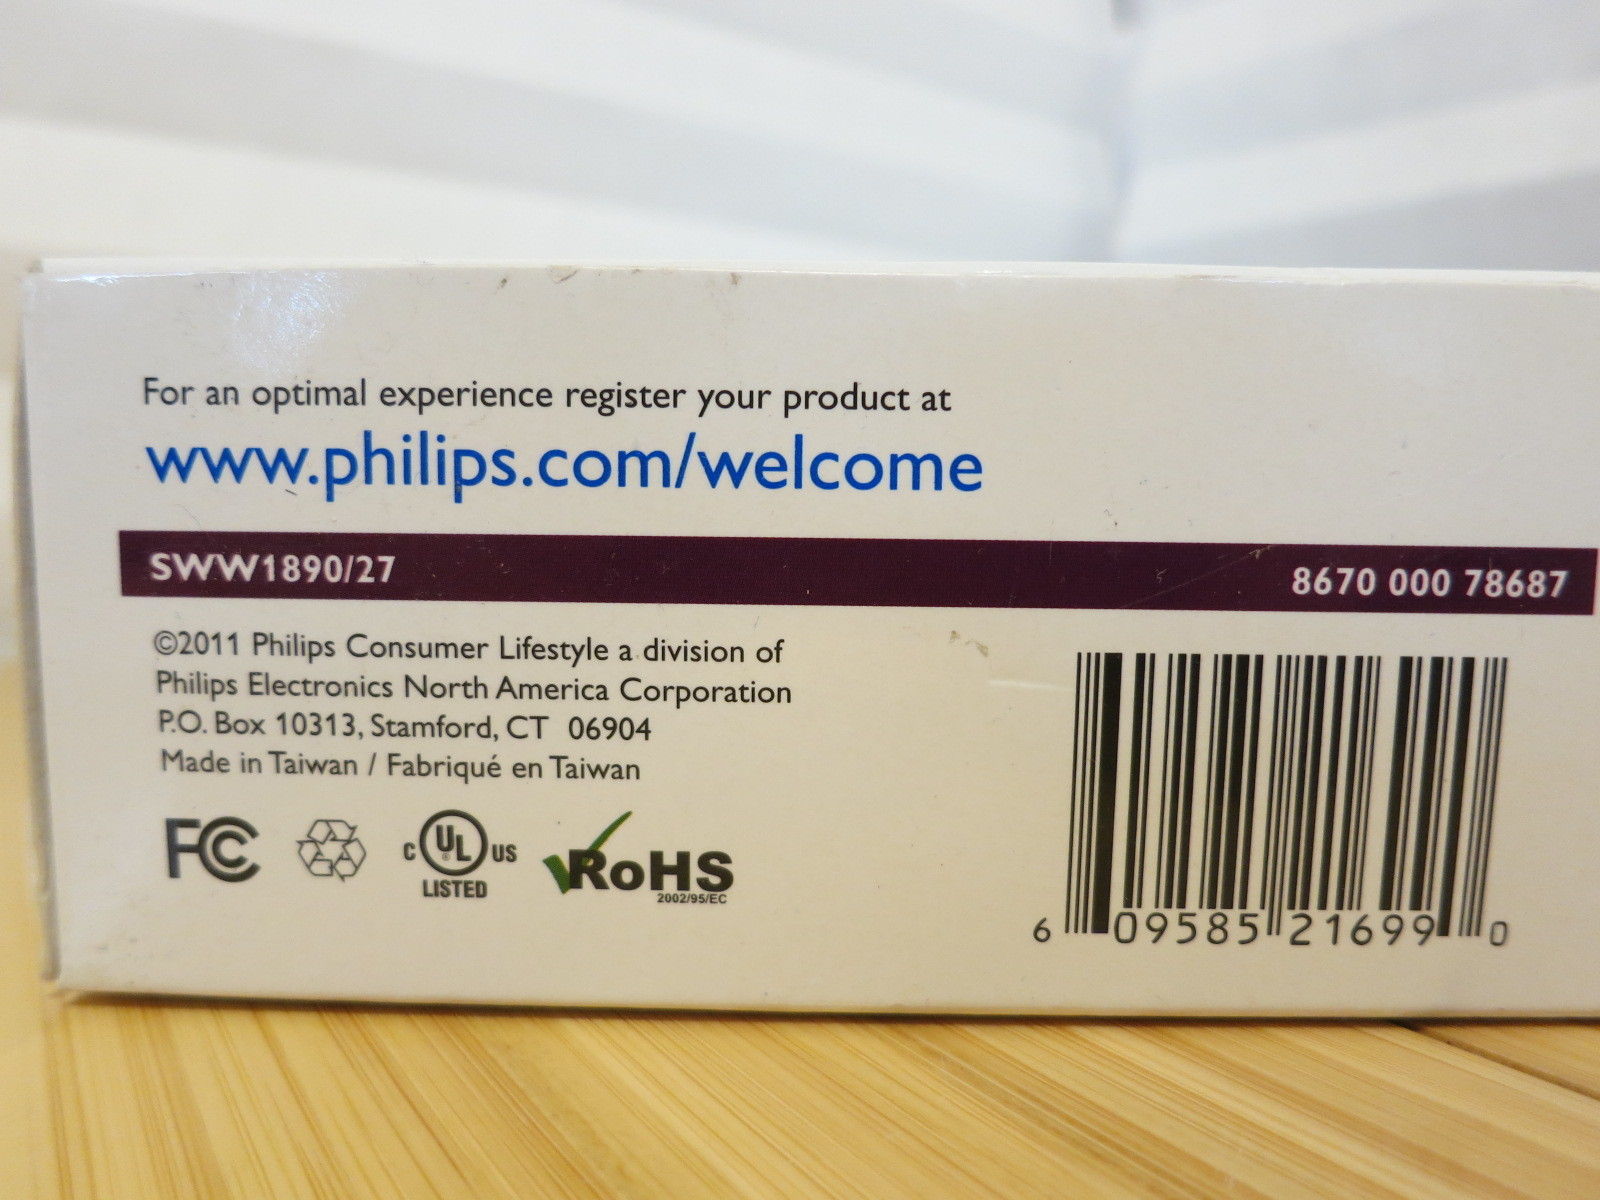 For an optimal experience register your product at
www.philips.com/welcome
SWW1890/27 8670 000 78687
©2011 Philips Consumer Lifestyle a division of
Philips Electronics North America Corporation
P.O. Box 10313, Stamford, CT 06904
Made in Taiwan / Fabriqué en Taiwan
FC
C UL US
LISTED
RoHS
2002/95/EC
6 09585 21699 0